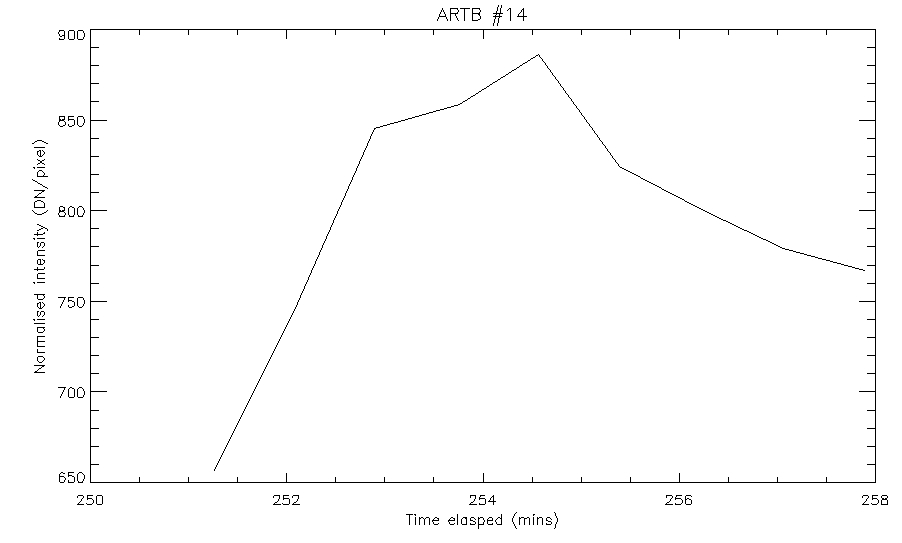 ARTB #14
900
850
800
750
700
650
Normalised intensity (DN/pixel)
250 252 254 256 258
Time elasped (mins)